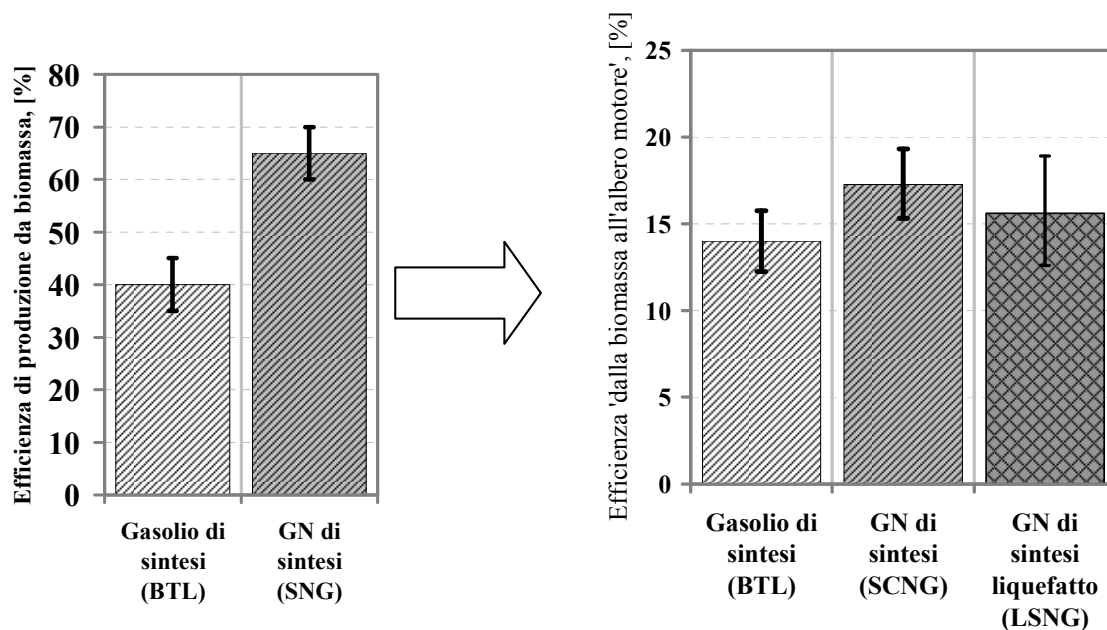 Efficienza di produzione da biomassa, [%]
80
70
60
50
40
30
20
10
0
Gasolio di
sintesi
(BTL)
GN di
sintesi
(SNG)
Efficienza 'dalla biomassa all'albero motore', [%]
25
20
15
10
5
0
Gasolio di
sintesi
(BTL)
GN di
sintesi
(SCNG)
GN di
sintesi
liquefatto
(LSNG)